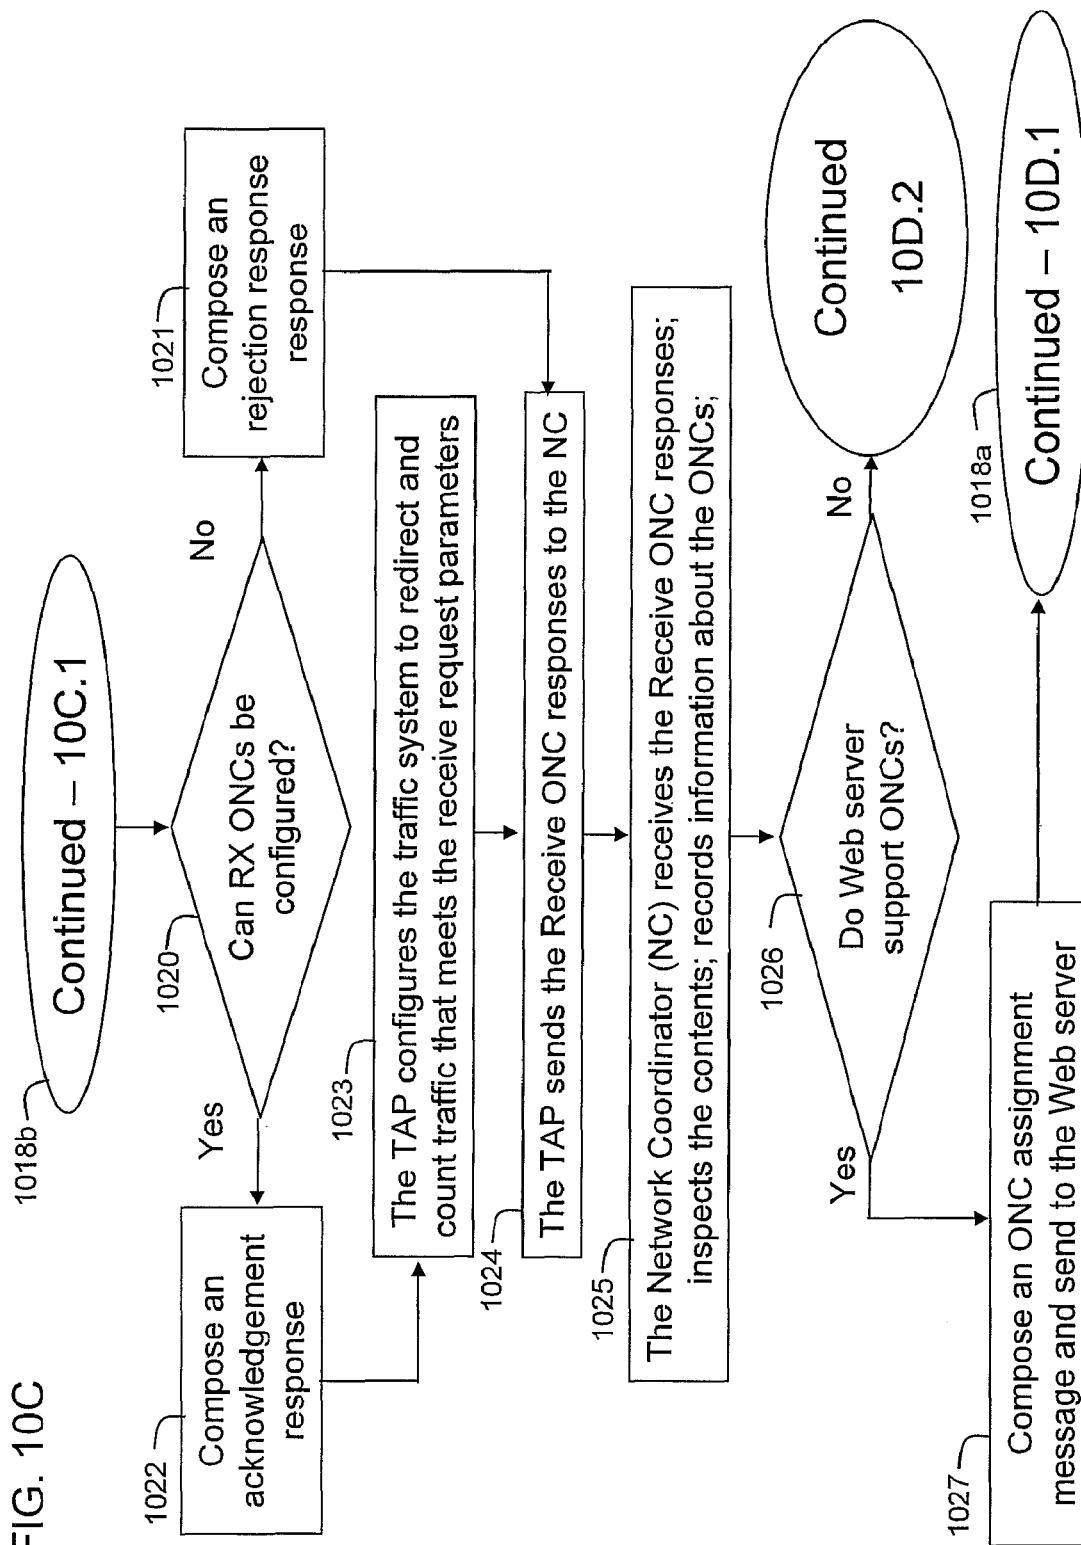 FIG. 10C
1018b
Continued – 10C.1
1020
Can RX ONCs be
configured?
Yes
No
1022
Compose an
acknowledgement
response
1021
Compose an
rejection response
response
1023
The TAP configures the traffic system to redirect and
count traffic that meets the receive request parameters
1024
The TAP sends the Receive ONC responses to the NC
1025
The Network Coordinator (NC) receives the Receive ONC responses;
inspects the contents; records information about the ONCs;
1026
Do Web server
support ONCs?
Yes
No
Continued
10D.2
1027
Compose an ONC assignment
message and send to the Web server
1018a
Continued – 10D.1